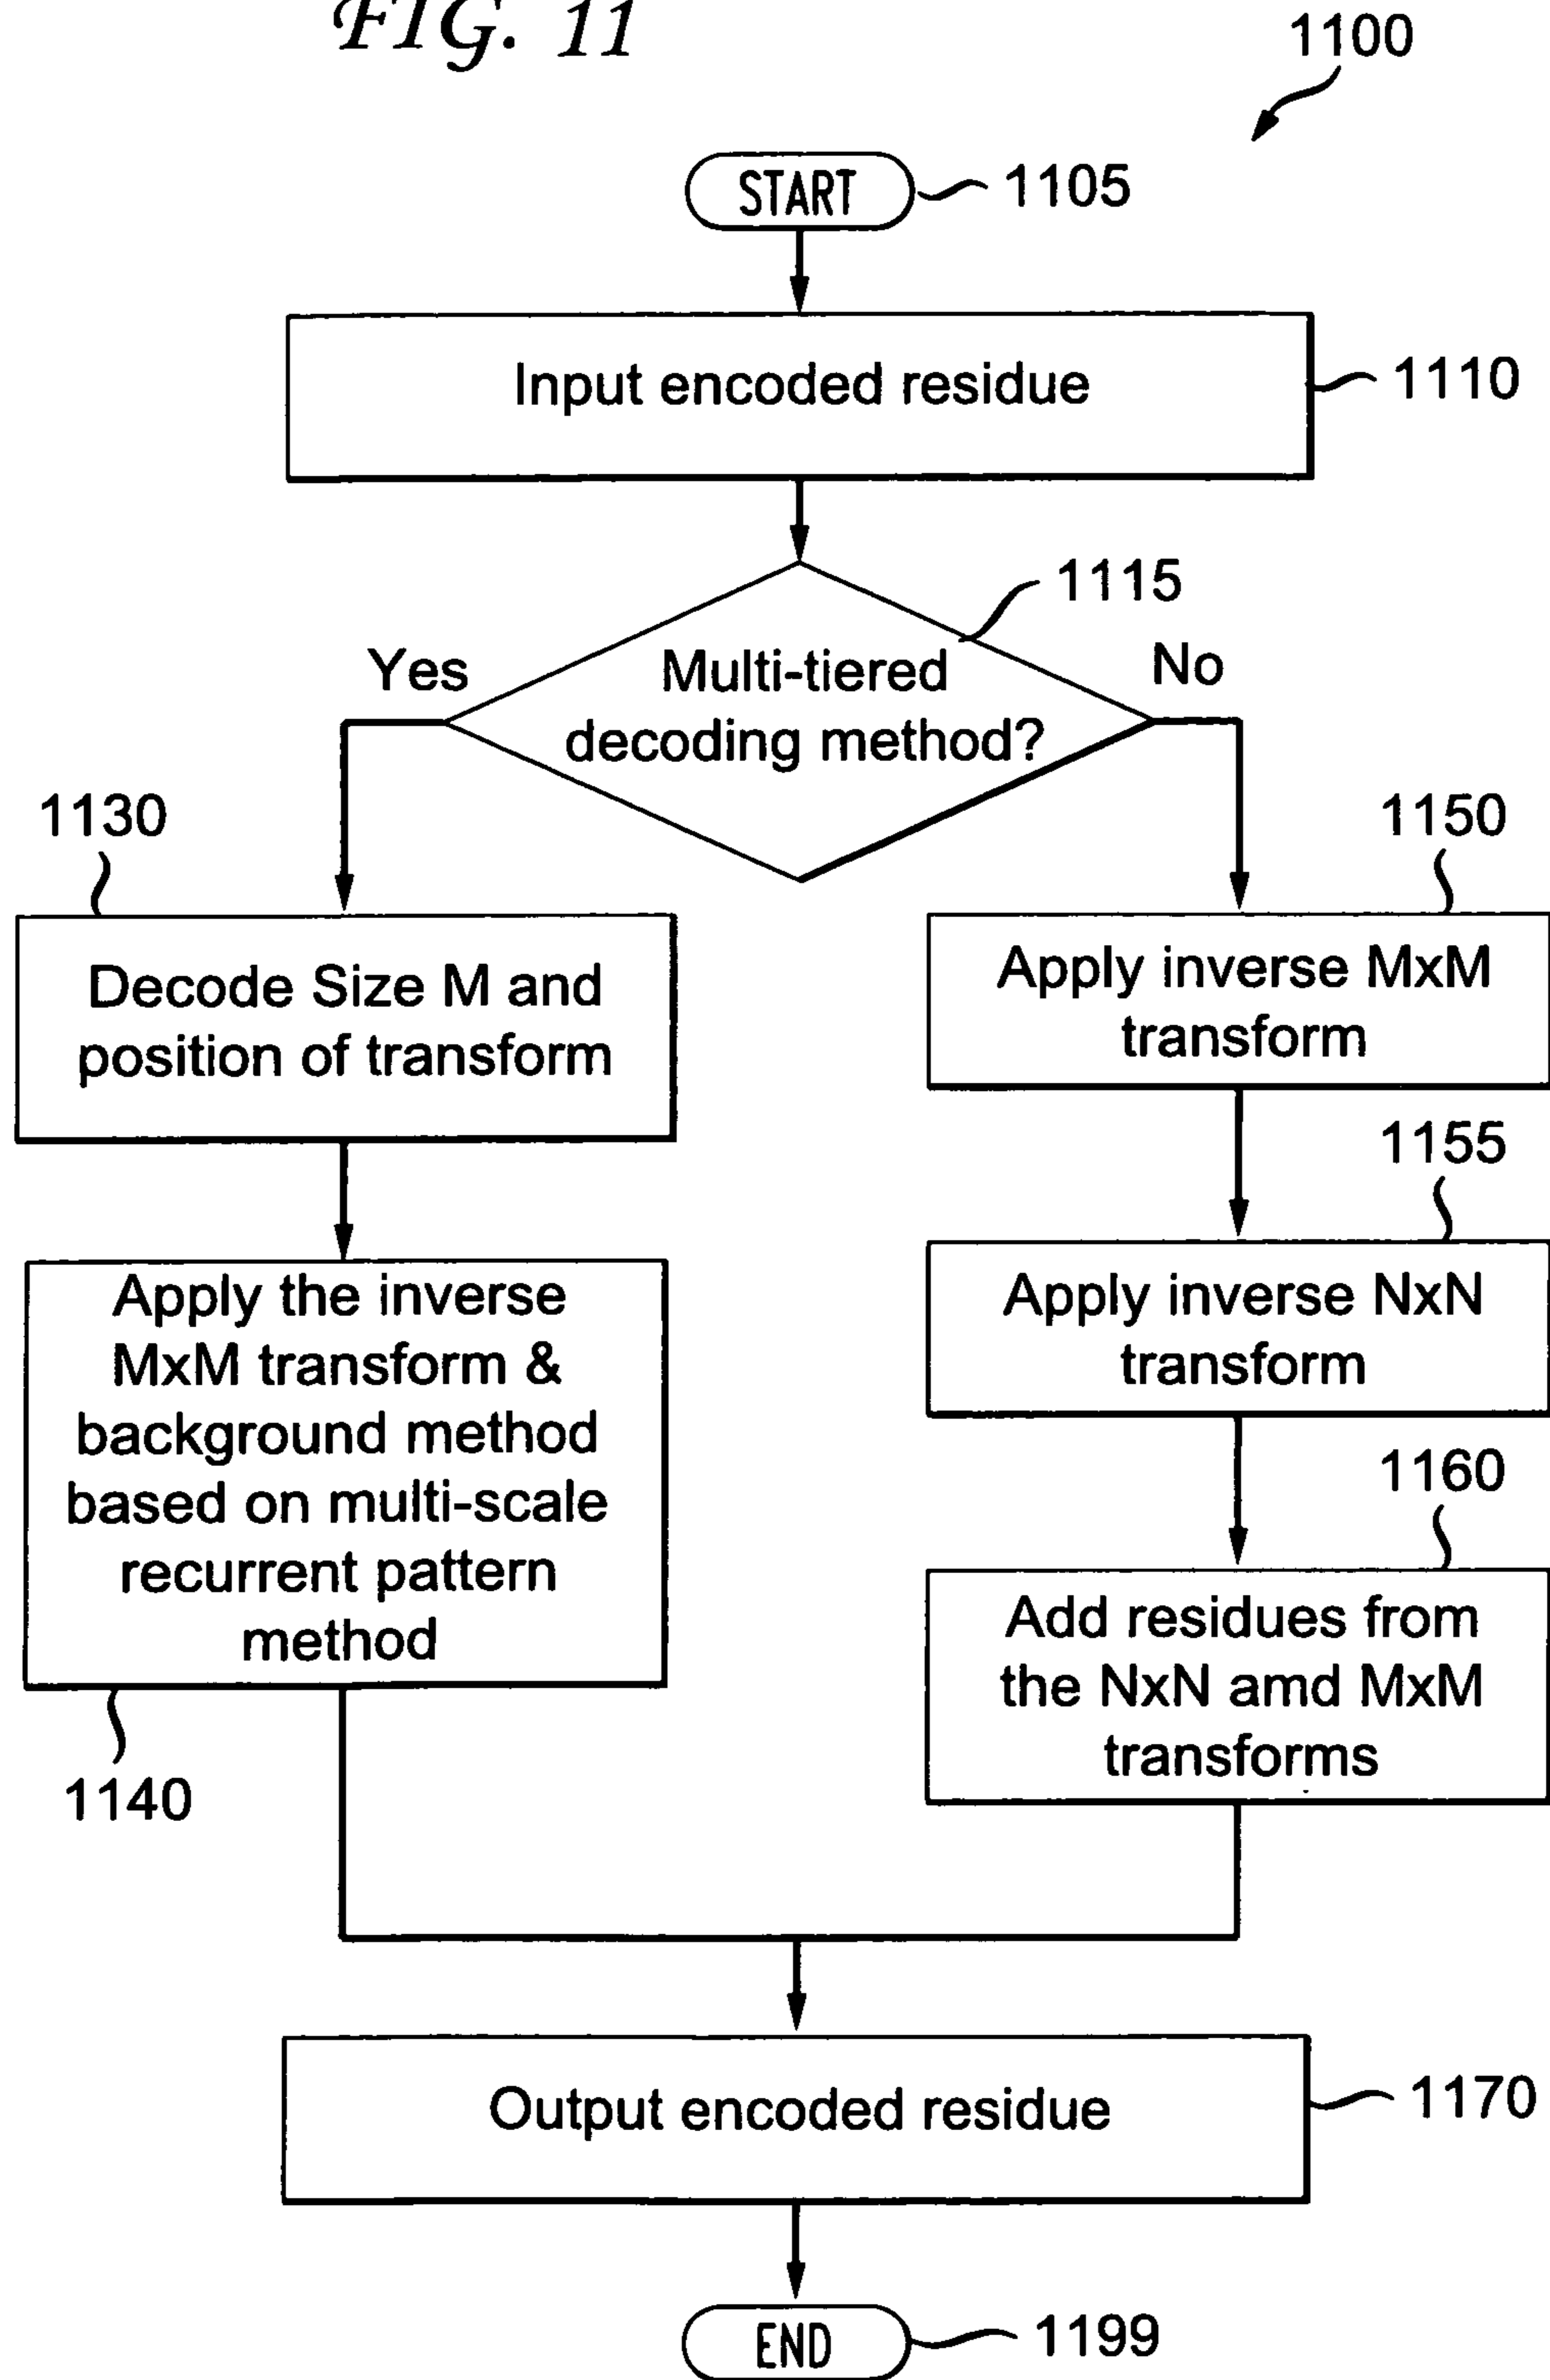 FIG. 11
1100
START
1105
Input encoded residue
1110
1115
Multi-tiered
decoding method?
Yes
No
1130
Decode Size M and
position of transform
1150
Apply inverse MxM
transform
1155
Apply inverse NxN
transform
Apply the inverse
MxM transform &
background method
based on multi-scale
recurrent pattern
method
1140
1160
Add residues from
the NxN amd MxM
transforms
Output encoded residue
1170
END
1199